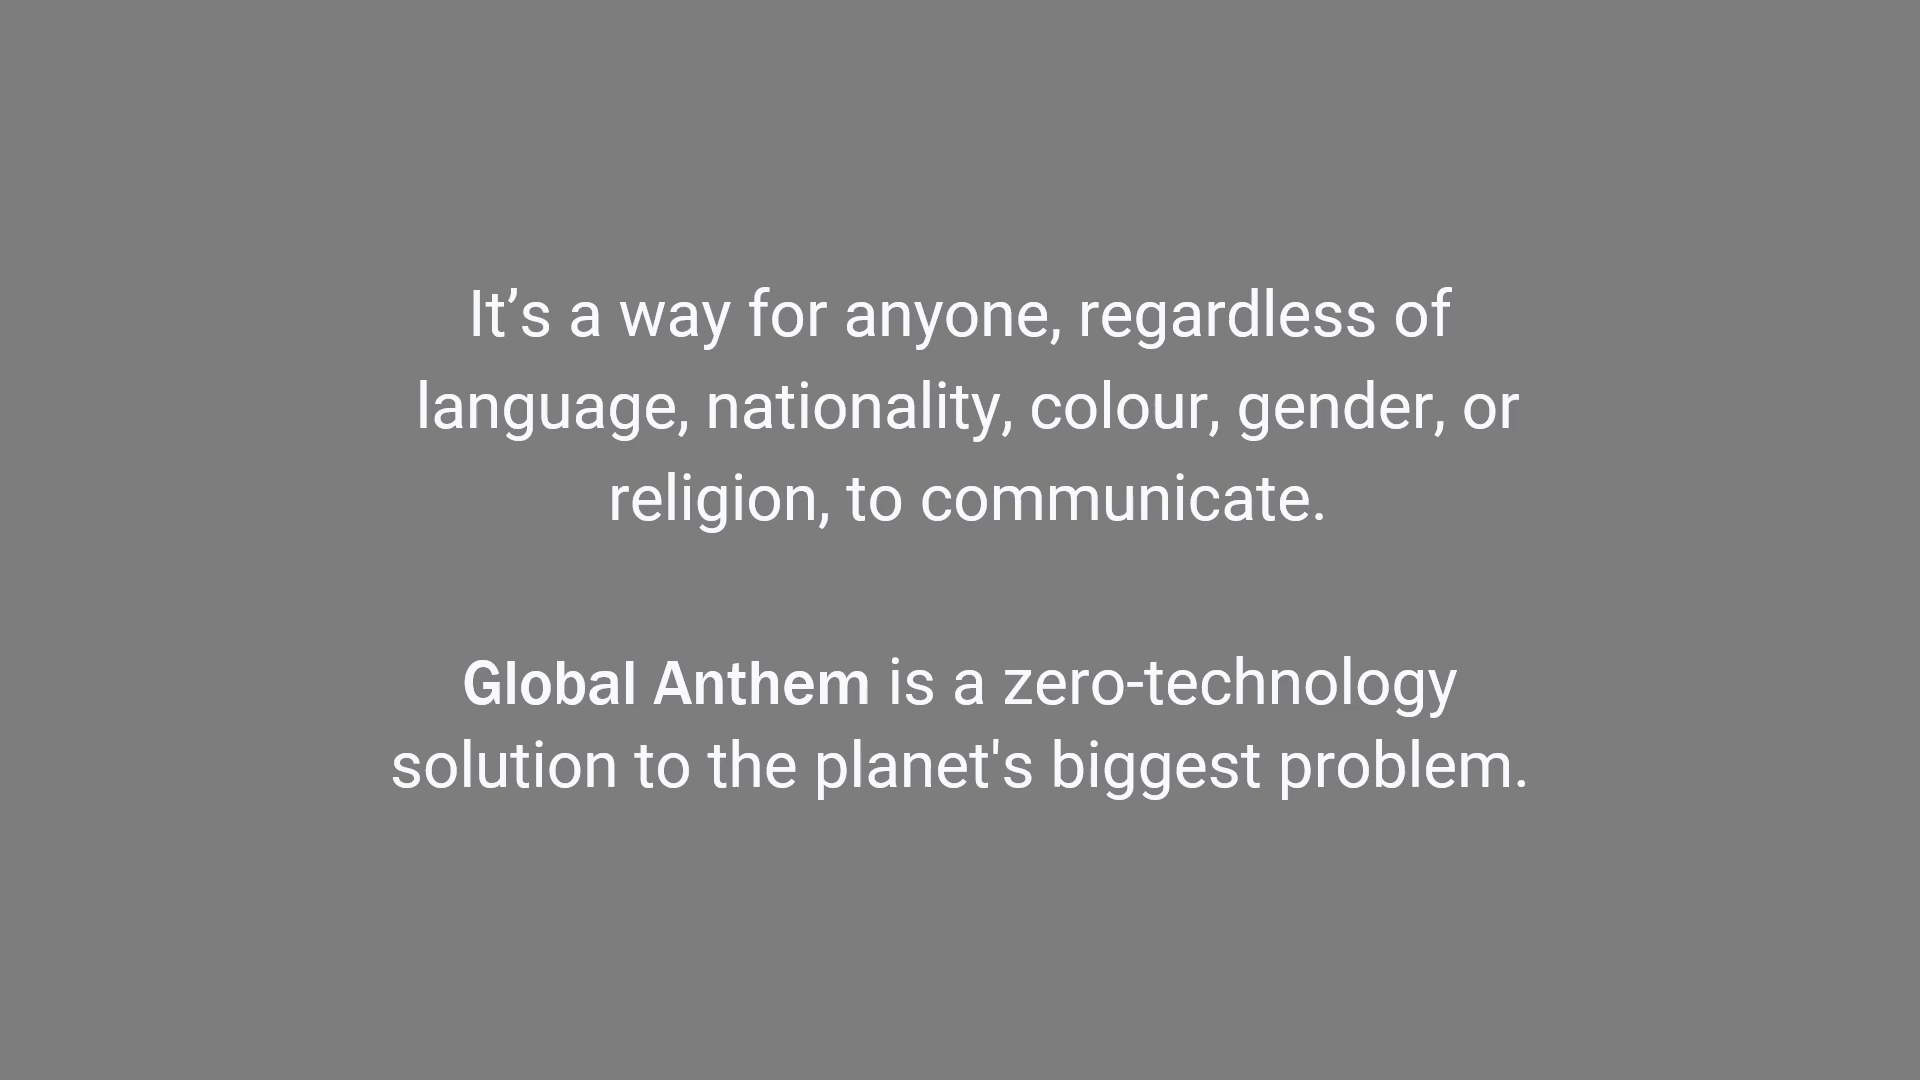 It’s a way for anyone, regardless of
language, nationality, colour, gender, or
religion, to communicate.
Global Anthem is a zero-technology
solution to the planet's biggest problem.